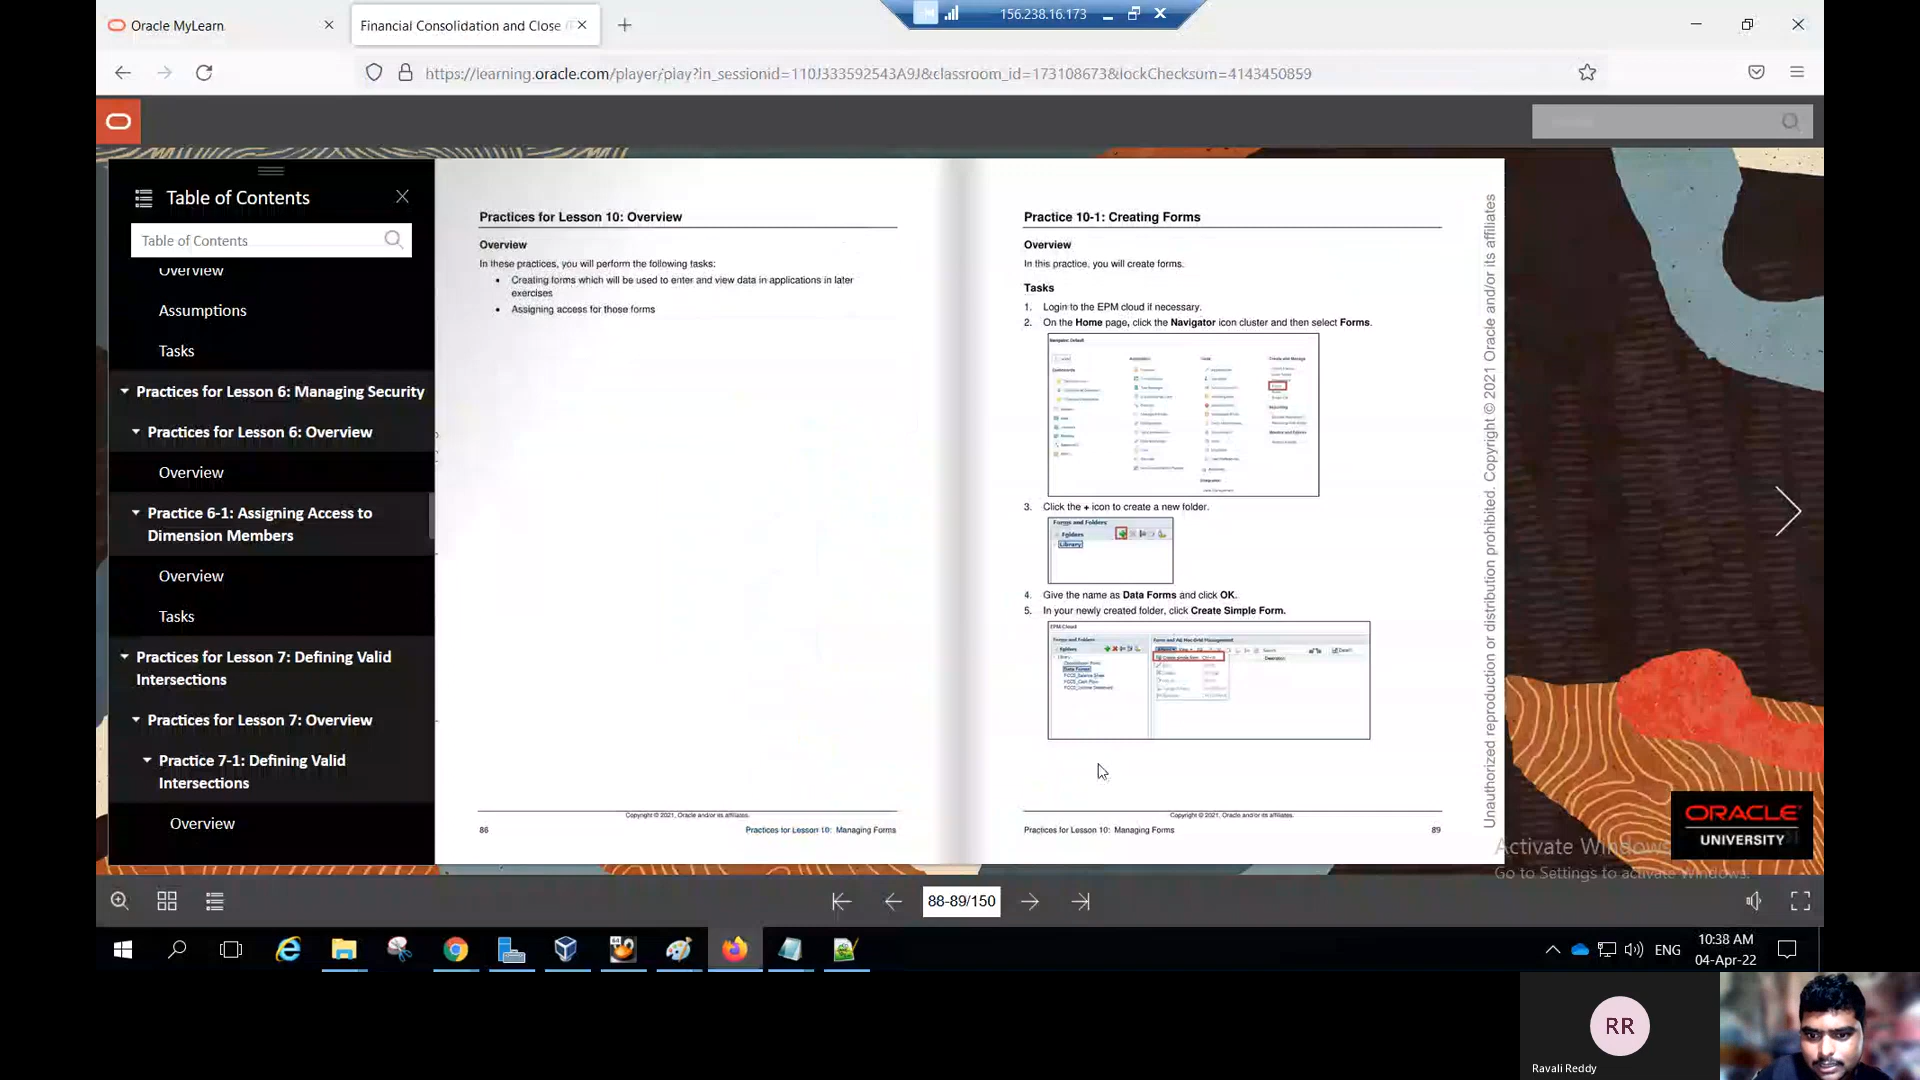 Oracle MyLearn
Financial Consolidation and Close
156.238.16.173
https://learning.oracle.com/player/play?in_sessionid=110J333592543A9J&classroom_id=173108673&lockChecksum=4143450859
Table of Contents
Table of Contents
Overview
Assumptions
Tasks
Practices for Lesson 6: Managing Security
Practices for Lesson 6: Overview
Overview
Practice 6-1: Assigning Access to
Dimension Members
Overview
Tasks
Practices for Lesson 7: Defining Valid
Intersections
Practices for Lesson 7: Overview
Practice 7-1: Defining Valid
Intersections
Overview
Practices for Lesson 10: Overview
Overview
In these practices, you will perform the following tasks:
• Creating forms which will be used to enter and view data in applications in later
exercises
• Assigning access for those forms
Copyright © 2021, Oracle and/or its affiliates.
86
Practices for Lesson 10: Managing Forms
Practice 10-1: Creating Forms
Overview
In this practice, you will create forms.
Tasks
1. Login to the EPM cloud if necessary.
2. On the Home page, click the Navigator icon cluster and then select Forms.
3. Click the + icon to create a new folder.
Forms and Folders
Folders
Library
4. Give the name as Data Forms and click OK.
5. In your newly created folder, click Create Simple Form.
EPM Cloud
Forms and Folders
Folders
Copyright © 2021, Oracle and/or its affiliates.
Practices for Lesson 10: Managing Forms
89
Unauthorized reproduction or distribution prohibited. Copyright © 2021 Oracle and/or its affiliates
ORACLE
UNIVERSITY
Activate Windows
Go to Settings to activate Windows.
88-89/150
ENG
10:38 AM
04-Apr-22
RR
Ravali Reddy